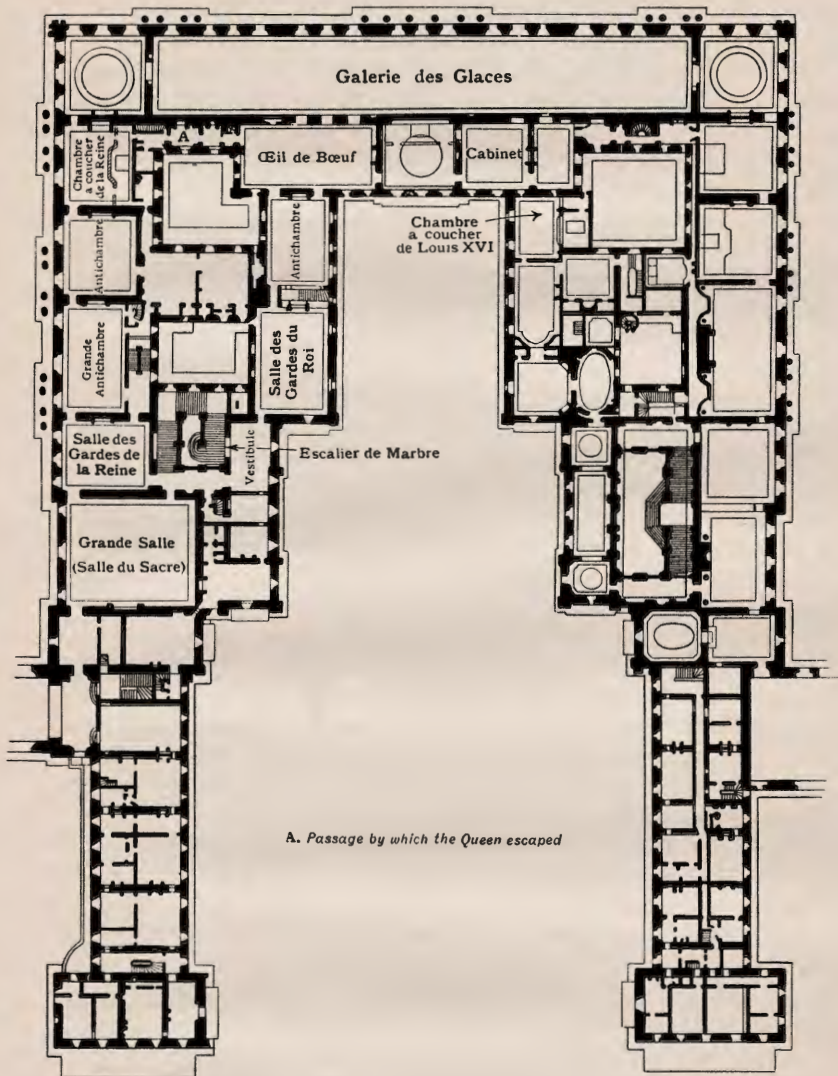 Galerie des Glaces
A
Chambre
a coucher
de la Reine
Œil de Bœuf
Cabinet
Antichambre
Antichambre
Chambre
a coucher
de Louis XVI
Grande
Antichambre
Salle des
Gardes du
Roi
Salle des
Gardes de
la Reine
Vestibule
Escalier de Marbre
Grande Salle
(Salle du Sacre)
A. Passage by which the Queen escaped